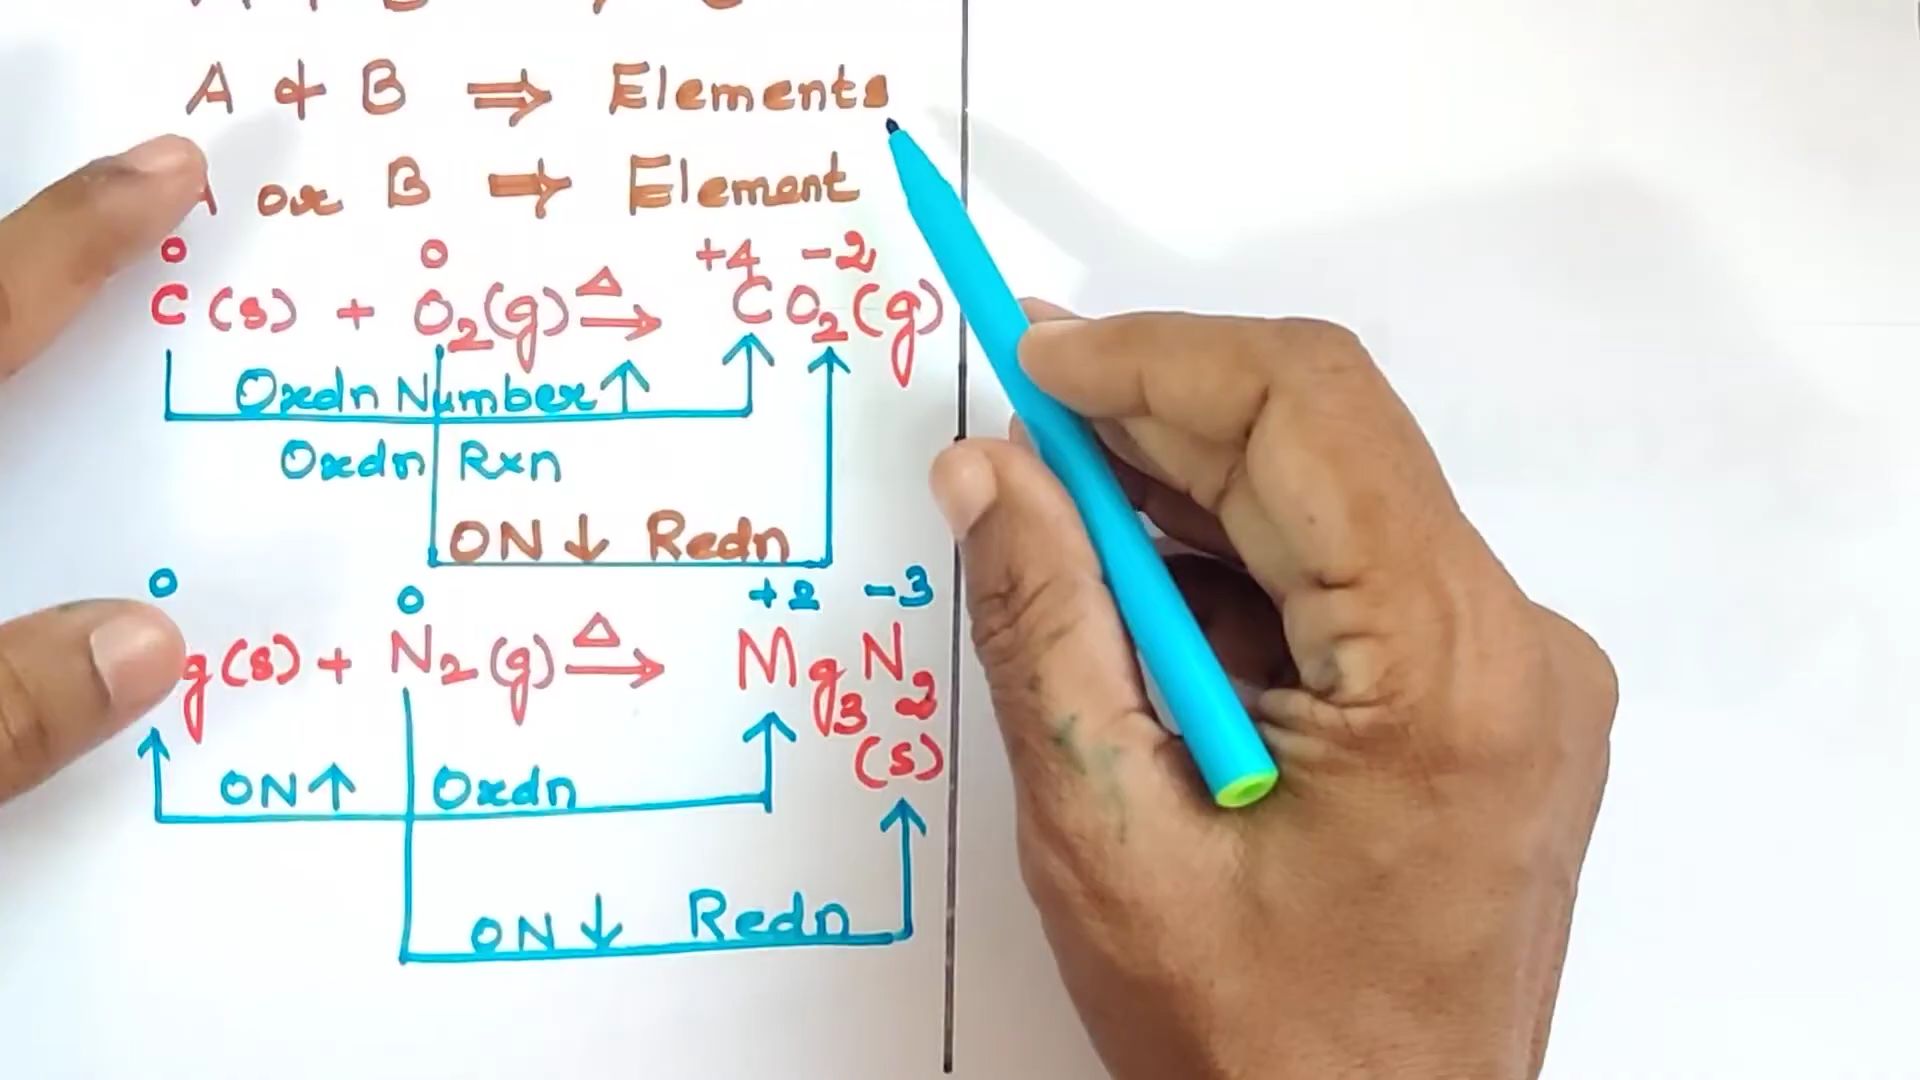 A & B ⇒ Elements
or B → Element
0 0 +4 -2
C (s) + O₂(g) △→ CO₂(g)
Oxdn Number ↑
Oxdn Rxn
ON ↓ Redn
0 0 +2 -3
g(s) + N₂(g) △→ Mg₃N₂
(s)
ON ↑ Oxdn
ON ↓ Redn